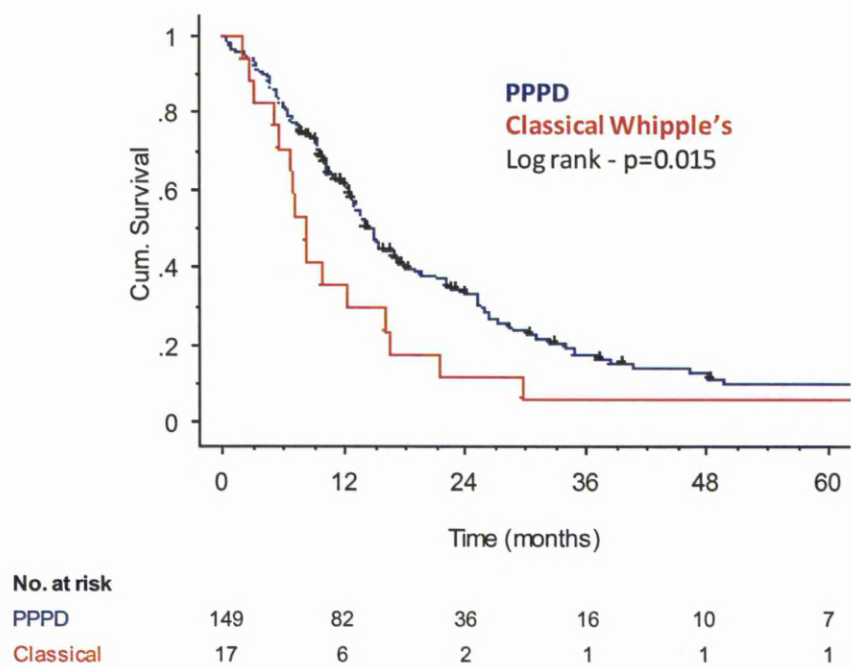 1
.8
.6
.4
.2
0
Cum. Survival
PPPD
Classical Whipple's
Log rank - p=0.015
0 12 24 36 48 60
Time (months)
No. at risk
PPPD 149 82 36 16 10 7
Classical 17 6 2 1 1 1